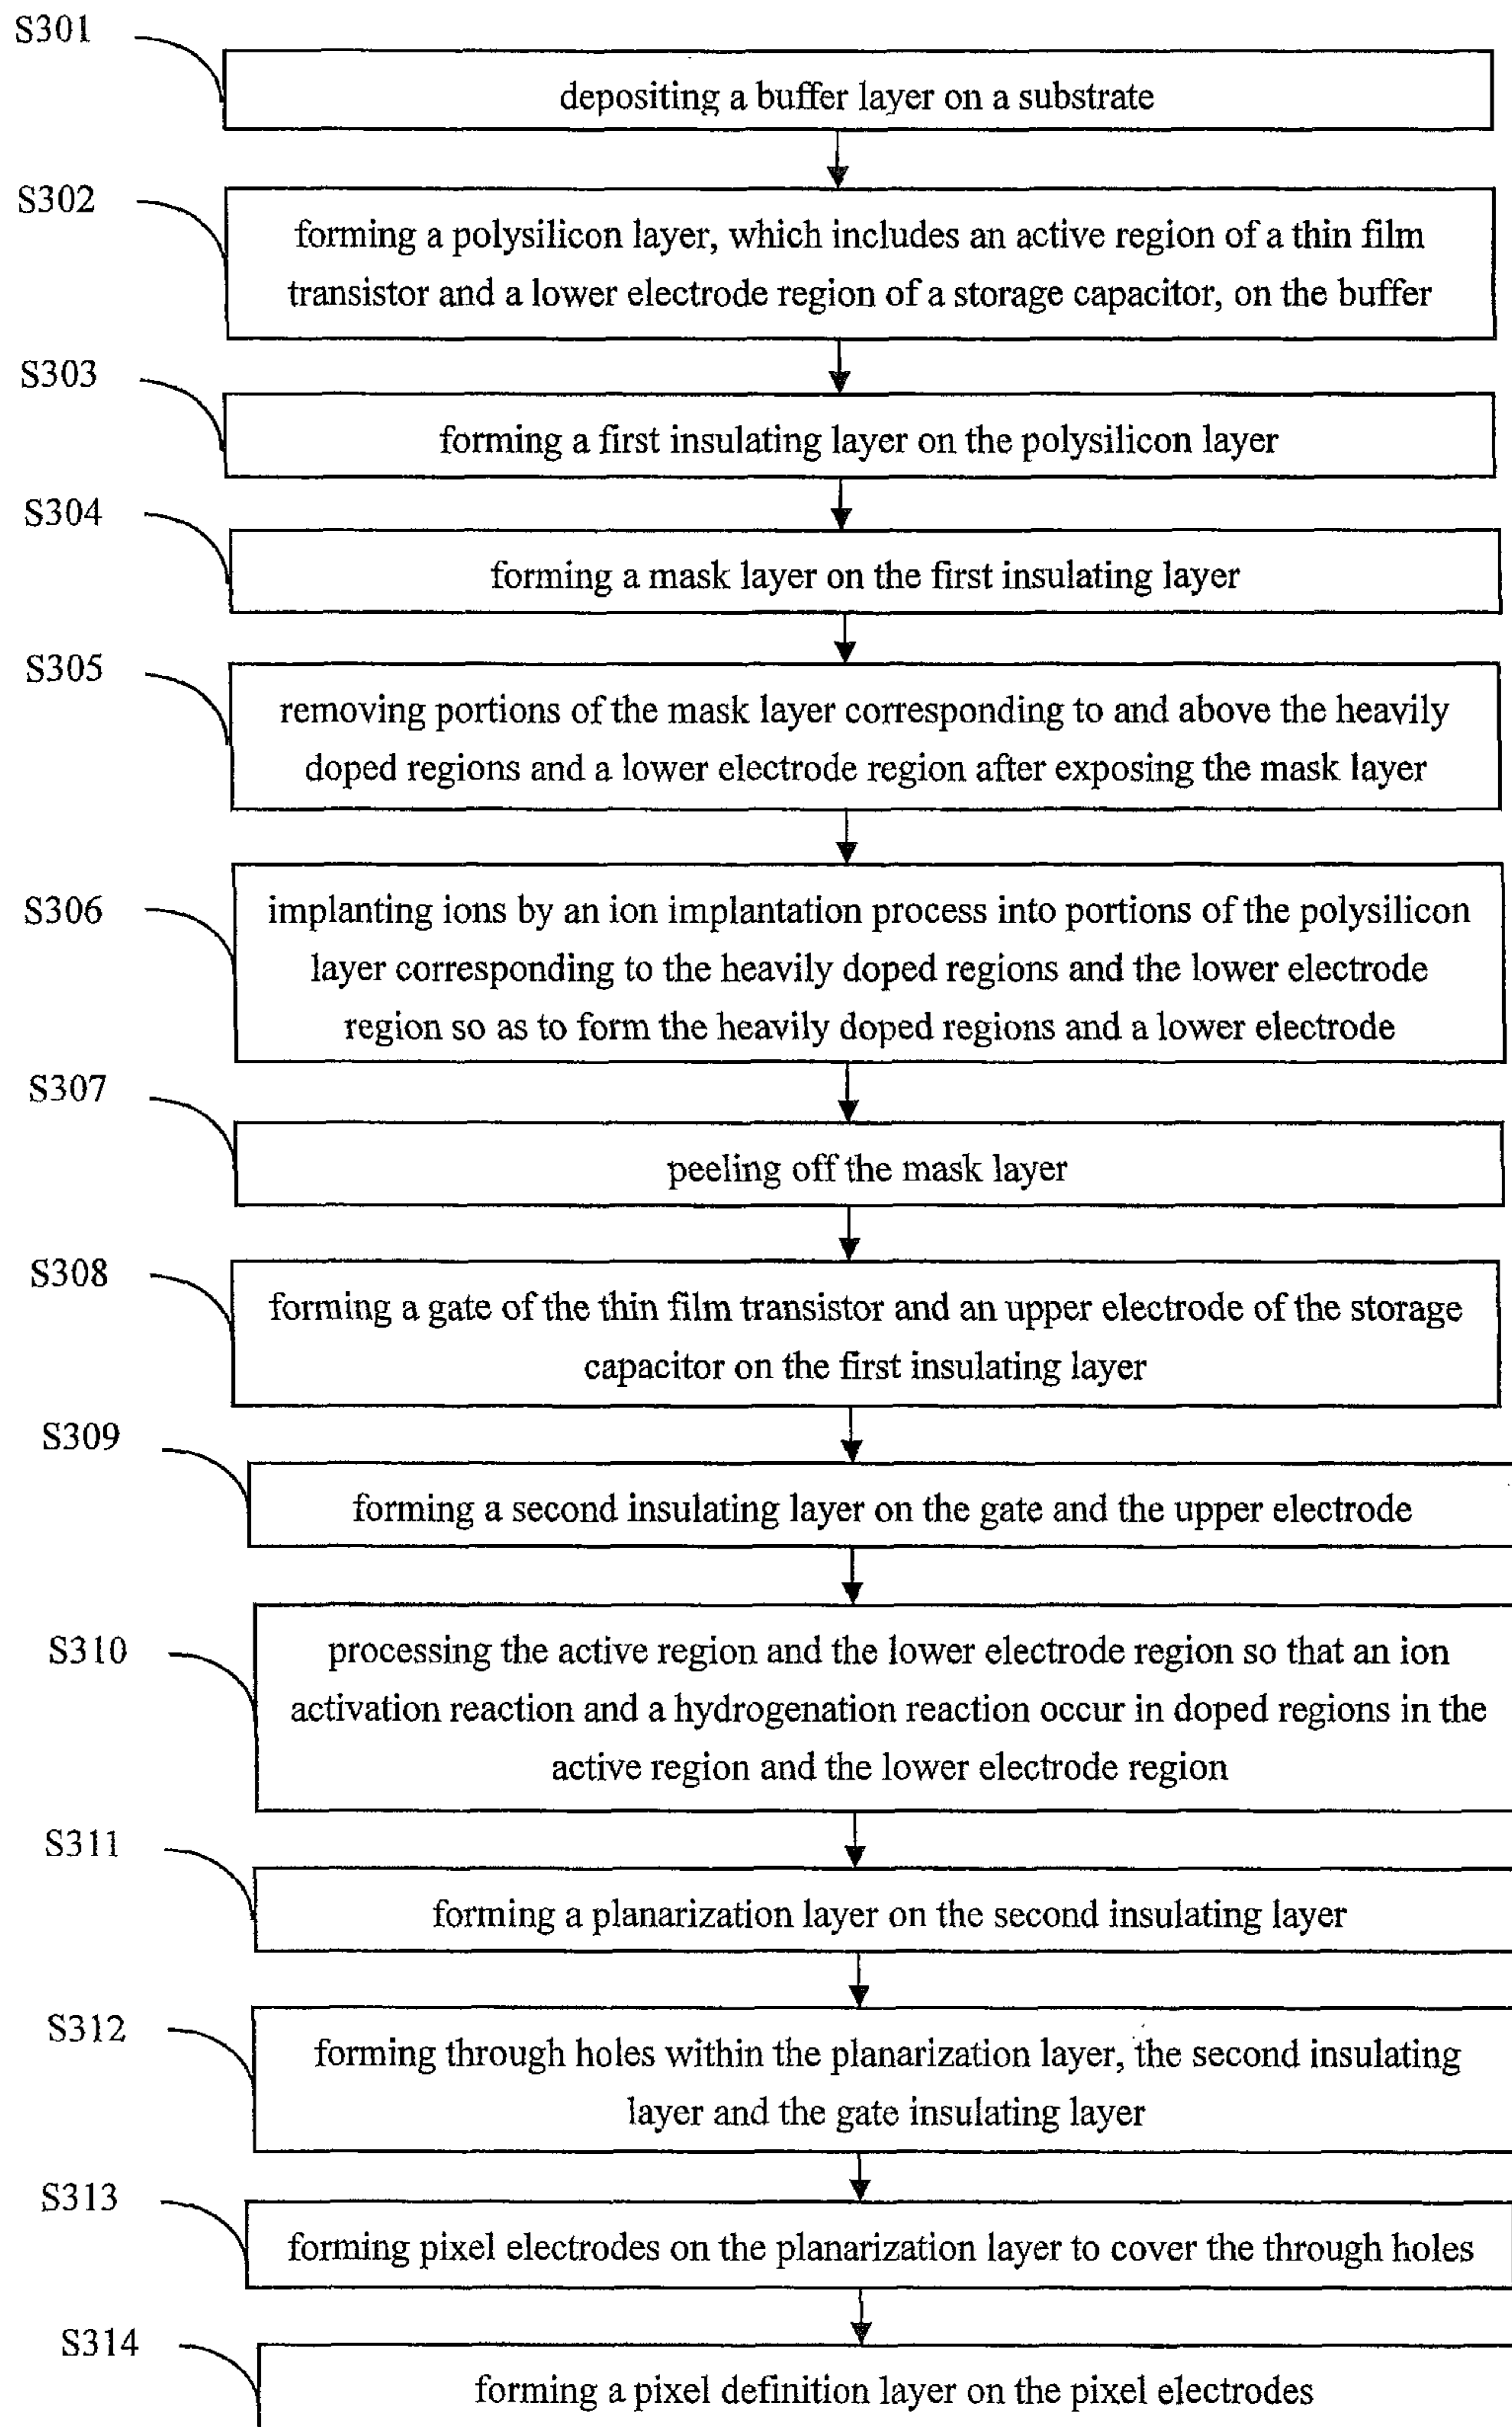 S301
depositing a buffer layer on a substrate
S302
forming a polysilicon layer, which includes an active region of a thin film
transistor and a lower electrode region of a storage capacitor, on the buffer
S303
forming a first insulating layer on the polysilicon layer
S304
forming a mask layer on the first insulating layer
S305
removing portions of the mask layer corresponding to and above the heavily
doped regions and a lower electrode region after exposing the mask layer
S306
implanting ions by an ion implantation process into portions of the polysilicon
layer corresponding to the heavily doped regions and the lower electrode
region so as to form the heavily doped regions and a lower electrode
S307
peeling off the mask layer
S308
forming a gate of the thin film transistor and an upper electrode of the storage
capacitor on the first insulating layer
S309
forming a second insulating layer on the gate and the upper electrode
S310
processing the active region and the lower electrode region so that an ion
activation reaction and a hydrogenation reaction occur in doped regions in the
active region and the lower electrode region
S311
forming a planarization layer on the second insulating layer
S312
forming through holes within the planarization layer, the second insulating
layer and the gate insulating layer
S313
forming pixel electrodes on the planarization layer to cover the through holes
S314
forming a pixel definition layer on the pixel electrodes